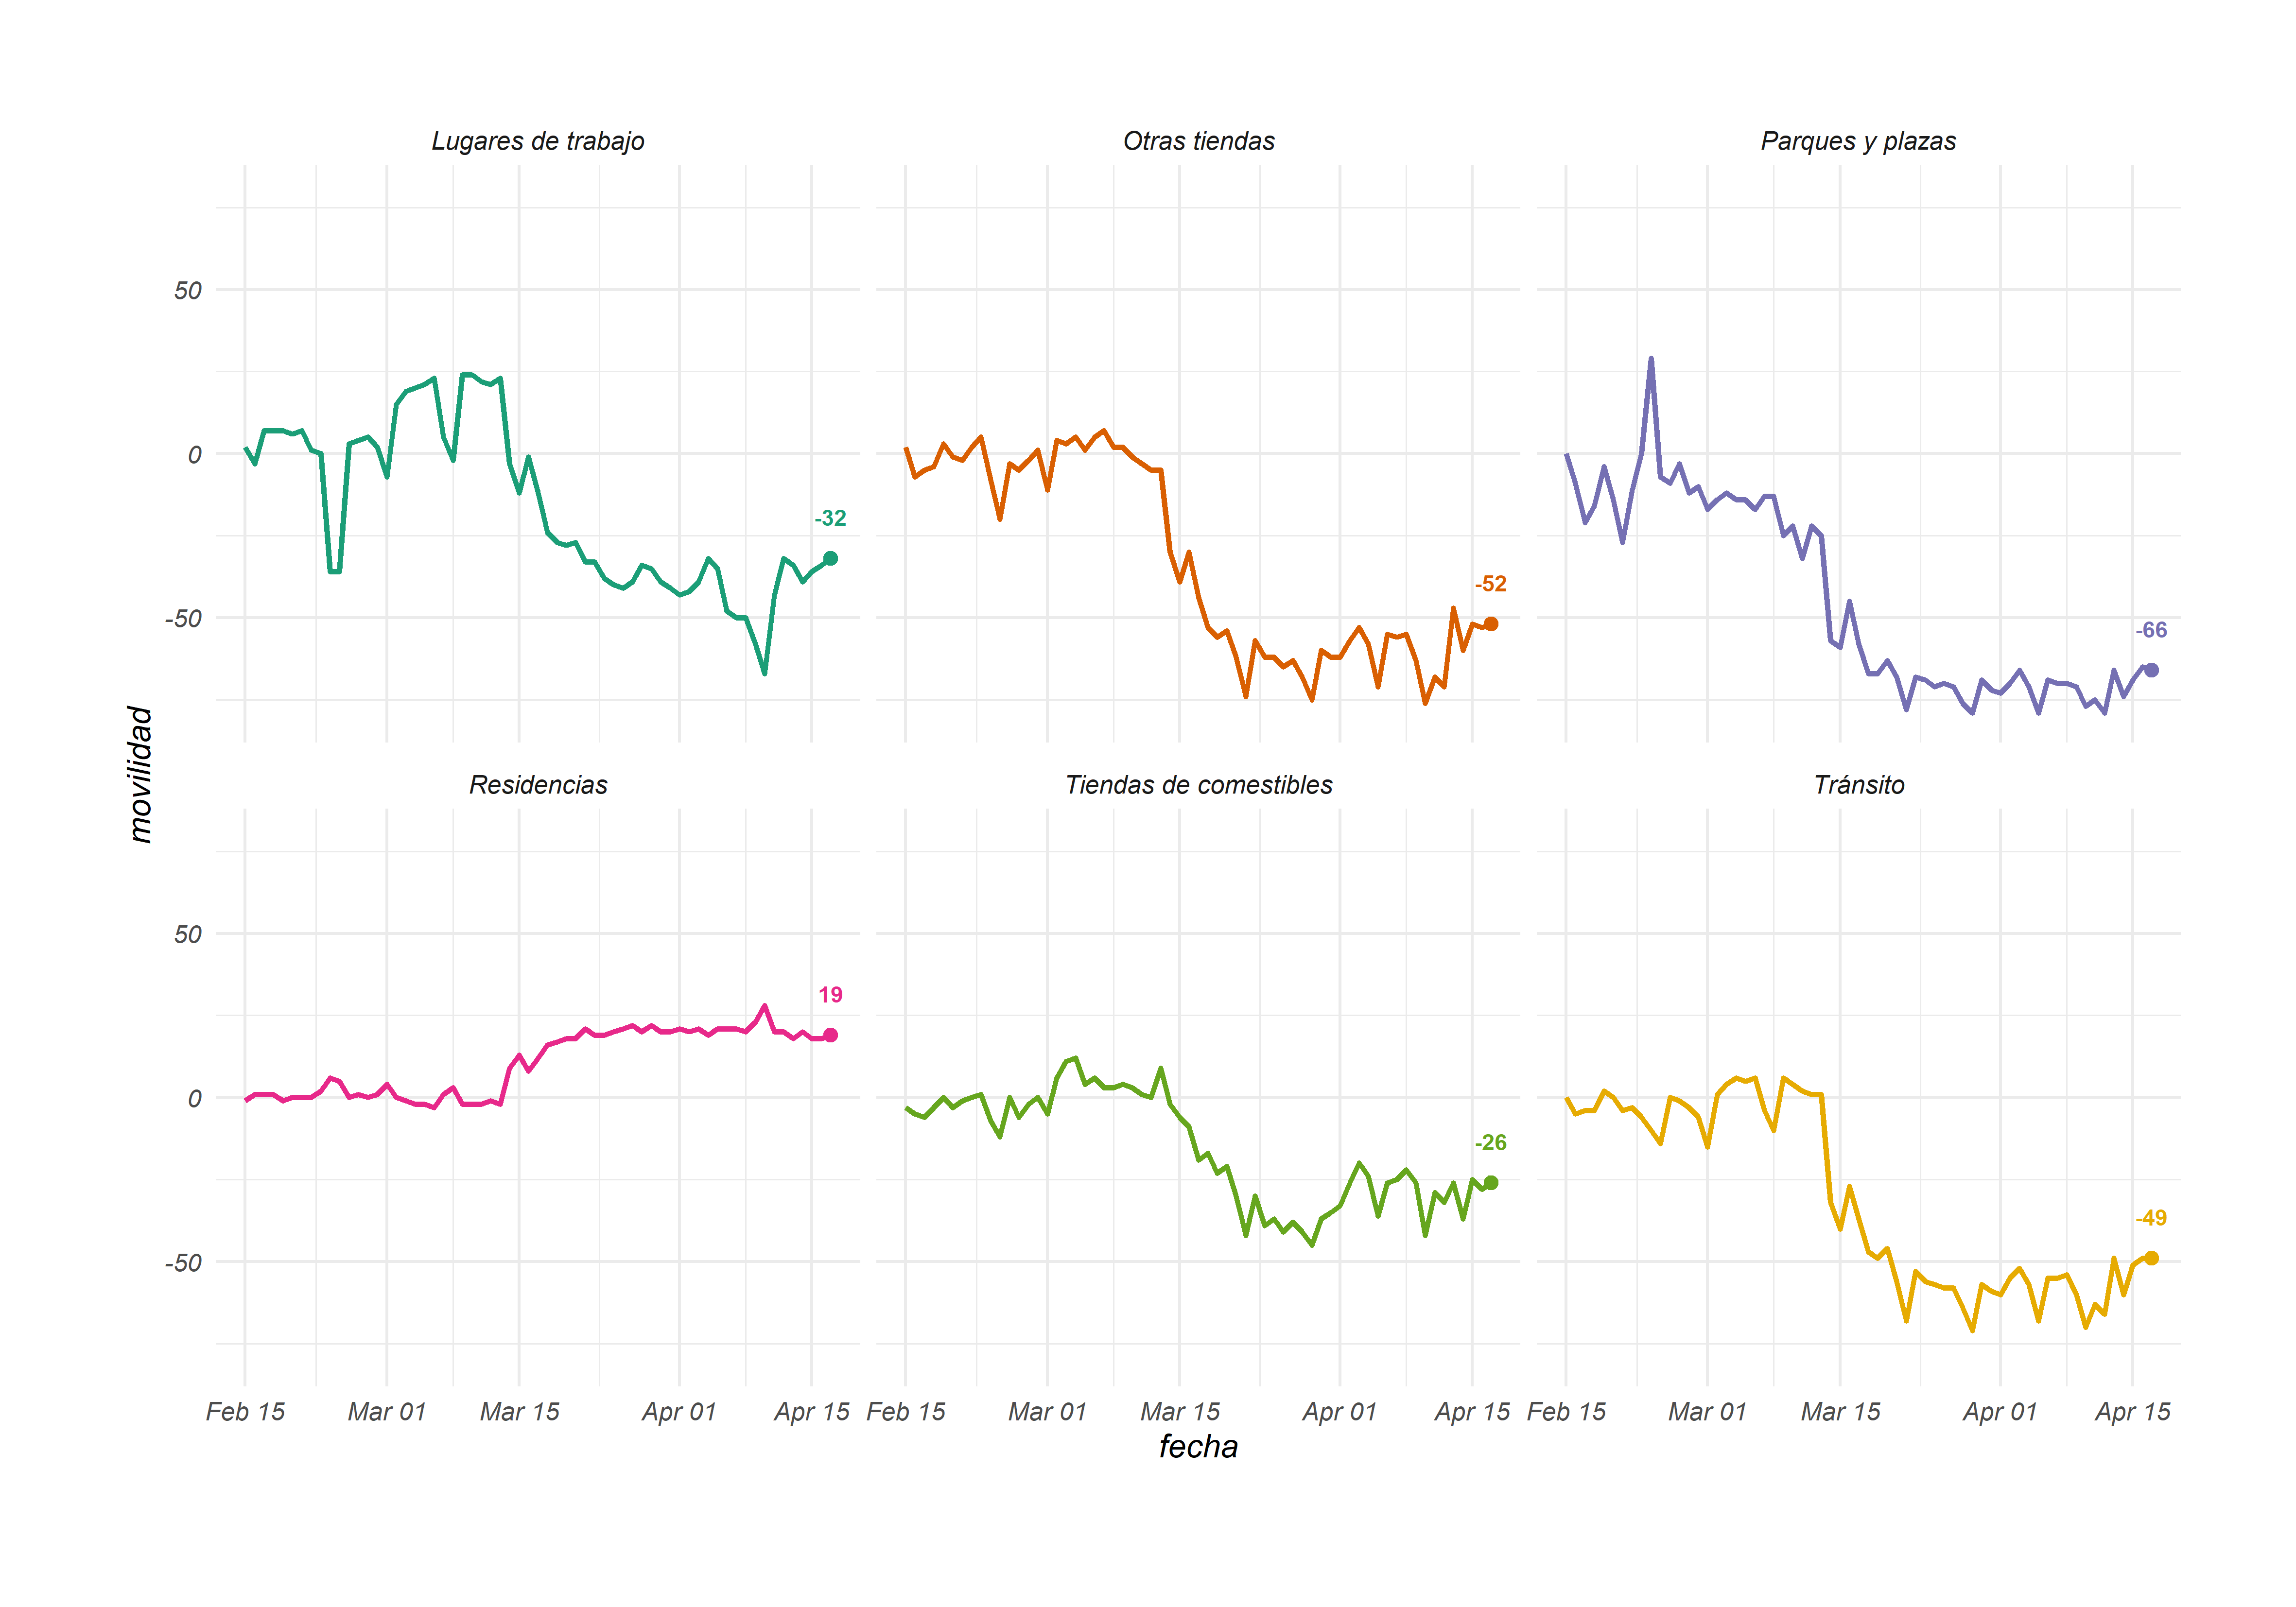 Lugares de trabajo
Otras tiendas
Parques y plazas
50
0
-50
-32
-52
-66
movilidad
Residencias
Tiendas de comestibles
Tránsito
50
0
-50
19
-26
-49
Feb 15 Mar 01 Mar 15 Apr 01 Apr 15
Feb 15 Mar 01 Mar 15 Apr 01 Apr 15
Feb 15 Mar 01 Mar 15 Apr 01 Apr 15
fecha